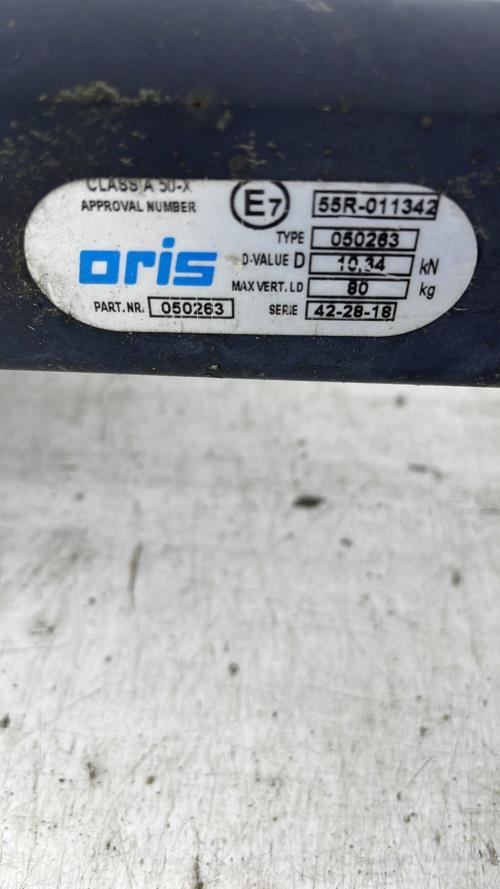 CLASS A 50-X
APPROVAL NUMBER E7 55R-011342
TYPE 050263
oris D-VALUE D 10,34 kN
MAX VERT. LD 80 kg
PART. NR. 050263 SERIE 42-28-18